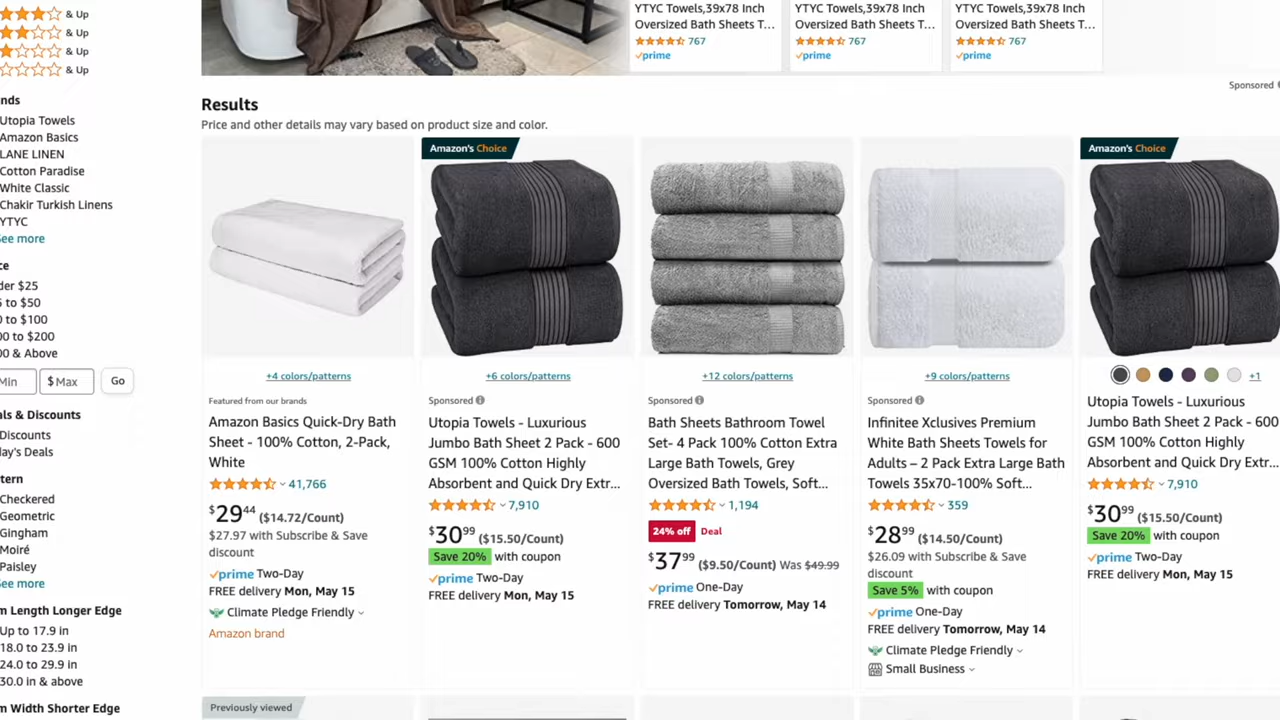 & Up
& Up
& Up
& Up
nds
Utopia Towels
Amazon Basics
LANE LINEN
Cotton Paradise
White Classic
Chakir Turkish Linens
YTYC
ee more
ce
der $25
5 to $50
0 to $100
00 to $200
00 & Above
Min
$ Max
Go
als & Discounts
Discounts
lay's Deals
ttern
Checkered
Geometric
Gingham
Moiré
Paisley
ee more
m Length Longer Edge
Up to 17.9 in
18.0 to 23.9 in
24.0 to 29.9 in
30.0 in & above
m Width Shorter Edge
YTYC Towels,39x78 Inch
Oversized Bath Sheets T...
767
prime
YTYC Towels,39x78 Inch
Oversized Bath Sheets T...
767
prime
YTYC Towels,39x78 Inch
Oversized Bath Sheets T...
767
prime
Sponsored
Results
Price and other details may vary based on product size and color.
+4 colors/patterns
Featured from our brands
Amazon Basics Quick-Dry Bath
Sheet - 100% Cotton, 2-Pack,
White
41,766
$29 44 ($14.72/Count)
$27.97 with Subscribe & Save
discount
prime Two-Day
FREE delivery Mon, May 15
Climate Pledge Friendly
Amazon brand
Amazon's Choice
+6 colors/patterns
Sponsored
Utopia Towels - Luxurious
Jumbo Bath Sheet 2 Pack - 600
GSM 100% Cotton Highly
Absorbent and Quick Dry Extr...
7,910
$30 99 ($15.50/Count)
Save 20% with coupon
prime Two-Day
FREE delivery Mon, May 15
+12 colors/patterns
Sponsored
Bath Sheets Bathroom Towel
Set- 4 Pack 100% Cotton Extra
Large Bath Towels, Grey
Oversized Bath Towels, Soft...
1,194
24% off Deal
$37 99 ($9.50/Count) Was $49.99
prime One-Day
FREE delivery Tomorrow, May 14
+9 colors/patterns
Sponsored
Infinitee Xclusives Premium
White Bath Sheets Towels for
Adults – 2 Pack Extra Large Bath
Towels 35x70-100% Soft...
359
$28 99 ($14.50/Count)
$26.09 with Subscribe & Save
discount
Save 5% with coupon
prime One-Day
FREE delivery Tomorrow, May 14
Climate Pledge Friendly
Small Business
Amazon's Choice
+1
Utopia Towels - Luxurious
Jumbo Bath Sheet 2 Pack - 600
GSM 100% Cotton Highly
Absorbent and Quick Dry Ext...
7,910
$30 99 ($15.50/Count)
Save 20% with coupon
prime Two-Day
FREE delivery Mon, May 15
Previously viewed